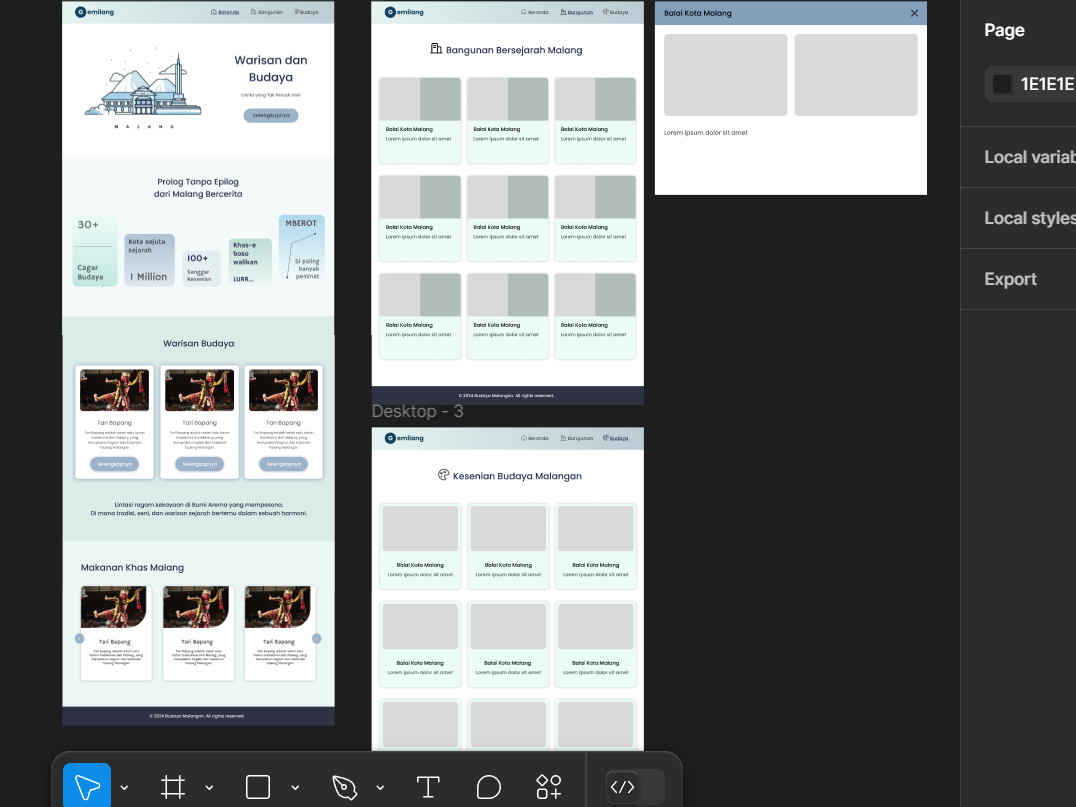 G emilang
Beranda
Bangunan
Budaya
Warisan dan
Budaya
Cerita yang Tak Pernah Usai
Selengkapnya
MALANG
Prolog Tanpa Epilog
dari Malang Bercerita
30+
Cagar
Budaya
Kota sejuta
sejarah
1 Million
100+
Sanggar
Kesenian
Khas-e
boso
walikan
LURR...
MBEROT
Si paling
banyak
peminat
Warisan Budaya
Tari Bapang
Selengkapnya
Tari Bapang
Selengkapnya
Tari Bapang
Selengkapnya
Lintasi ragam kekayaan di Bumi Arema yang mempesona.
Di mana tradisi, seni, dan warisan sejarah bertemu dalam sebuah harmoni.
Makanan Khas Malang
Tari Bapang
Tari Bapang
Tari Bapang
© 2024 Budaya Malangan. All rights reserved.
G emilang
Beranda
Bangunan
Budaya
Bangunan Bersejarah Malang
Balai Kota Malang
Lorem ipsum dolor sit amet
Balai Kota Malang
Lorem ipsum dolor sit amet
Balai Kota Malang
Lorem ipsum dolor sit amet
Balai Kota Malang
Lorem ipsum dolor sit amet
Balai Kota Malang
Lorem ipsum dolor sit amet
Balai Kota Malang
Lorem ipsum dolor sit amet
Balai Kota Malang
Lorem ipsum dolor sit amet
Balai Kota Malang
Lorem ipsum dolor sit amet
Balai Kota Malang
Lorem ipsum dolor sit amet
© 2024 Budaya Malangan. All rights reserved.
Desktop - 3
G emilang
Beranda
Bangunan
Budaya
Kesenian Budaya Malangan
Balai Kota Malang
Lorem ipsum dolor sit amet
Balai Kota Malang
Lorem ipsum dolor sit amet
Balai Kota Malang
Lorem ipsum dolor sit amet
Balai Kota Malang
Lorem ipsum dolor sit amet
Balai Kota Malang
Lorem ipsum dolor sit amet
Balai Kota Malang
Lorem ipsum dolor sit amet
Balai Kota Malang
Lorem ipsum dolor sit amet
Page
1E1E1E
Local variab
Local styles
Export